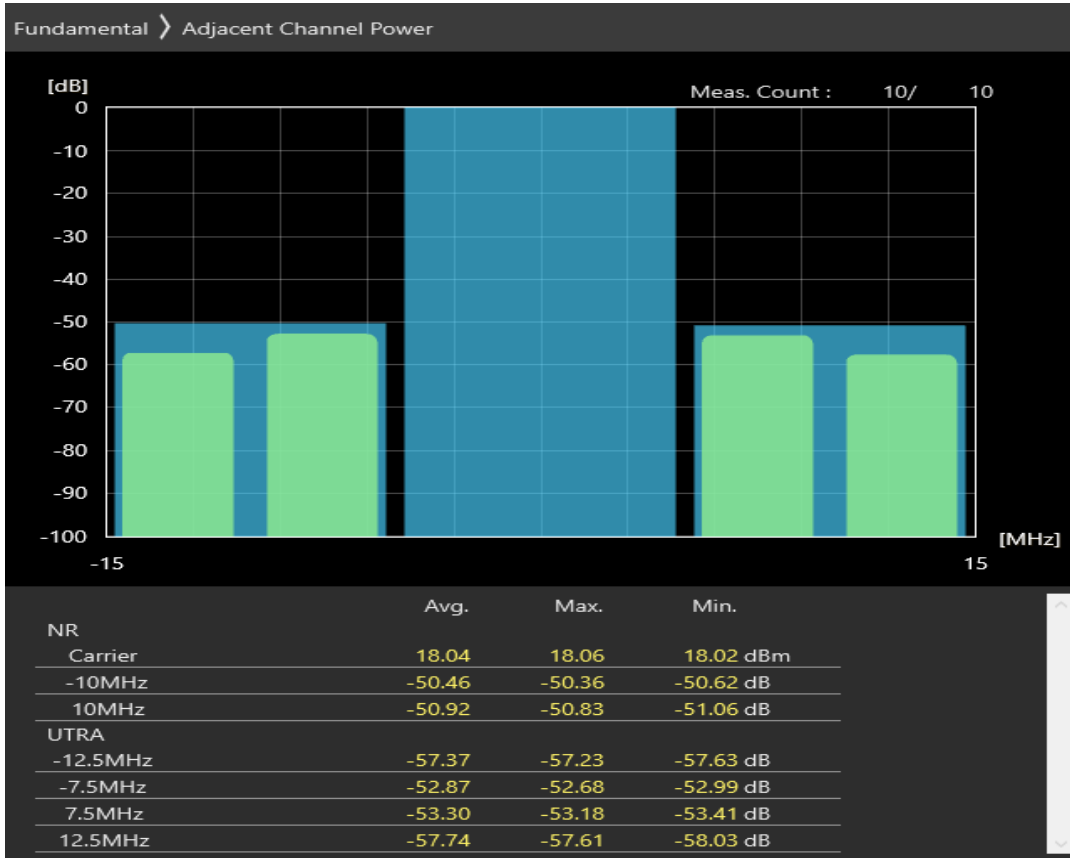 Fundamental 〉 Adjacent Channel Power
[dB]
Meas. Count : 10/ 10
0
-10
-20
-30
-40
-50
-60
-70
-80
-90
-100
[MHz]
-15 15
Avg. Max. Min.
NR
Carrier 18.04 18.06 18.02 dBm
-10MHz -50.46 -50.36 -50.62 dB
10MHz -50.92 -50.83 -51.06 dB
UTRA
-12.5MHz -57.37 -57.23 -57.63 dB
-7.5MHz -52.87 -52.68 -52.99 dB
7.5MHz -53.30 -53.18 -53.41 dB
12.5MHz -57.74 -57.61 -58.03 dB